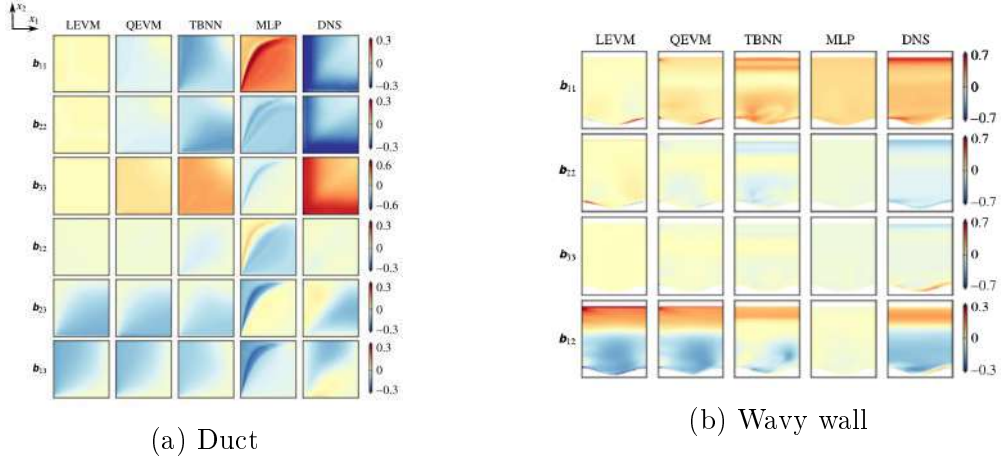 x₂
x₁
LEVM QEVM TBNN MLP DNS
b₁₁ 0.3 0 −0.3
b₂₂ 0.3 0 −0.3
b₃₃ 0.6 0 −0.6
b₁₂ 0.3 0 −0.3
b₂₃ 0.3 0 −0.3
b₁₃ 0.3 0 −0.3
(a) Duct
LEVM QEVM TBNN MLP DNS
b₁₁ 0.7 0 −0.7
b₂₂ 0.7 0 −0.7
b₃₃ 0.7 0 −0.7
b₁₂ 0.3 0 −0.3
(b) Wavy wall